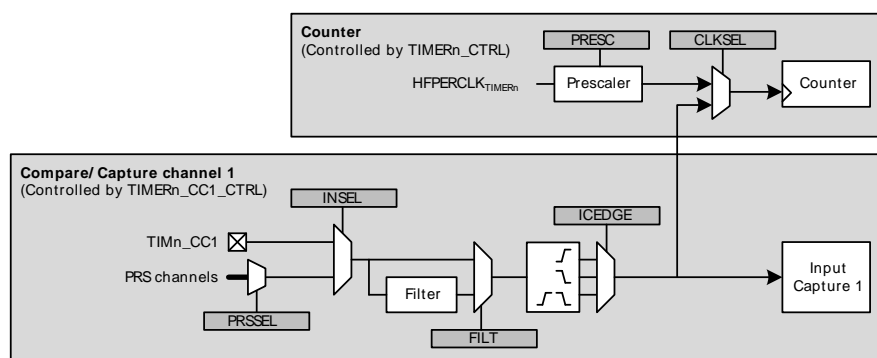 Counter
(Controlled by TIMERn_CTRL)
PRESC
CLKSEL
HFPERCLKTIMERn
Prescaler
Counter
Compare/ Capture channel 1
(Controlled by TIMERn_CC1_CTRL)
INSEL
ICEDGE
TIMn_CC1
PRS channels
Filter
Input
Capture 1
PRSSEL
FILT